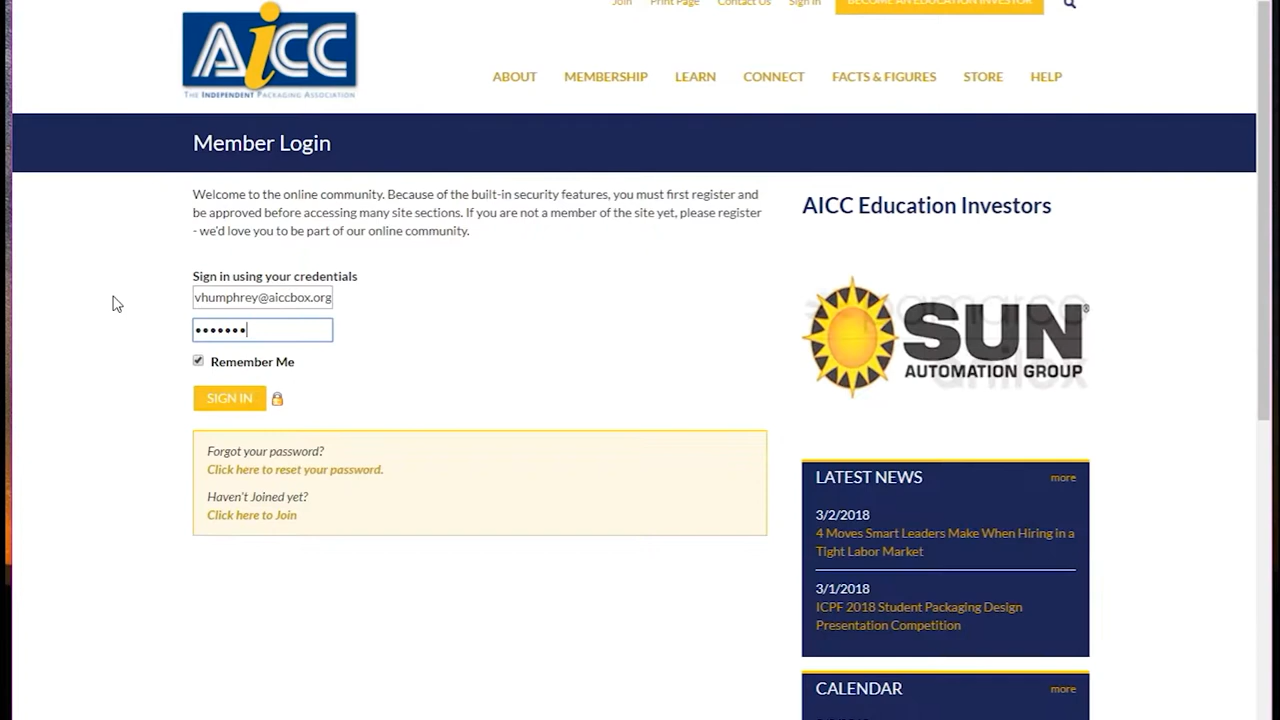 Join Print Page Contact Us Sign In BECOME AN EDUCATION INVESTOR
AiCC
THE INDEPENDENT PACKAGING ASSOCIATION
ABOUT MEMBERSHIP LEARN CONNECT FACTS & FIGURES STORE HELP
Member Login
Welcome to the online community. Because of the built-in security features, you must first register and
be approved before accessing many site sections. If you are not a member of the site yet, please register
- we'd love you to be part of our online community.
Sign in using your credentials
vhumphrey@aiccbox.org
•••••••
Remember Me
SIGN IN
Forgot your password?
Click here to reset your password.
Haven't Joined yet?
Click here to Join
AICC Education Investors
SUN®
AUTOMATION GROUP
LATEST NEWS more
3/2/2018
4 Moves Smart Leaders Make When Hiring in a
Tight Labor Market
3/1/2018
ICPF 2018 Student Packaging Design
Presentation Competition
CALENDAR more